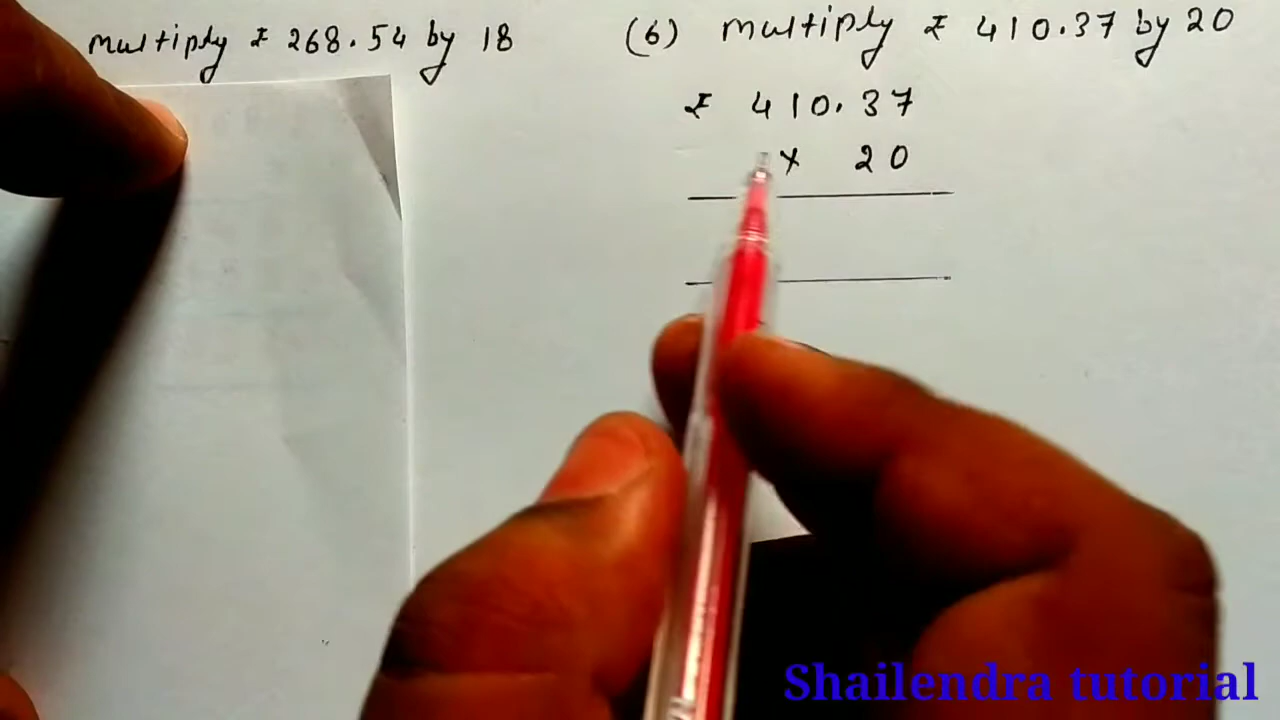 multiply ₹ 268.54 by 18
(6) multiply ₹ 410.37 by 20
₹ 410.37
× 20
Shailendra tutorial